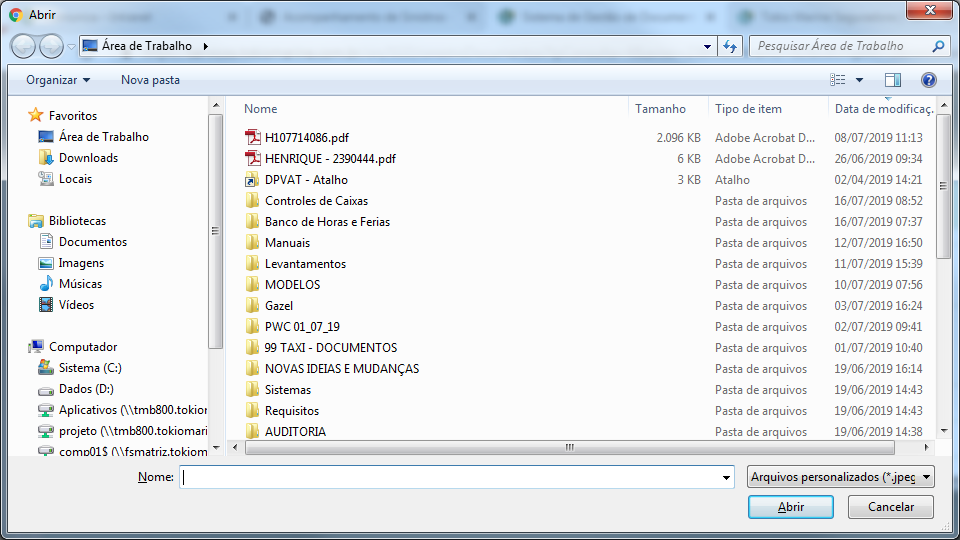 Abrir
Área de Trabalho
Pesquisar Área de Trabalho
Organizar Nova pasta
Favoritos
Área de Trabalho
Downloads
Locais
Bibliotecas
Documentos
Imagens
Músicas
Vídeos
Computador
Sistema (C:)
Dados (D:)
Aplicativos (\\tmb800.tokiomari
projeto (\\tmb800.tokiomari
comp01$ (\\fsmatriz.tokiom
Nome Tamanho Tipo de item Data de modificaç.
H107714086.pdf 2.096 KB Adobe Acrobat D... 08/07/2019 11:13
HENRIQUE - 2390444.pdf 6 KB Adobe Acrobat D... 26/06/2019 09:34
DPVAT - Atalho 3 KB Atalho 02/04/2019 14:21
Controles de Caixas Pasta de arquivos 16/07/2019 08:52
Banco de Horas e Ferias Pasta de arquivos 16/07/2019 07:37
Manuais Pasta de arquivos 12/07/2019 16:50
Levantamentos Pasta de arquivos 11/07/2019 15:39
MODELOS Pasta de arquivos 10/07/2019 07:56
Gazel Pasta de arquivos 03/07/2019 16:24
PWC 01_07_19 Pasta de arquivos 02/07/2019 09:41
99 TAXI - DOCUMENTOS Pasta de arquivos 01/07/2019 10:40
NOVAS IDEIAS E MUDANÇAS Pasta de arquivos 19/06/2019 16:14
Sistemas Pasta de arquivos 19/06/2019 14:43
Requisitos Pasta de arquivos 19/06/2019 14:43
AUDITORIA Pasta de arquivos 19/06/2019 14:38
Nome:
Arquivos personalizados (*.jpeg
Abrir Cancelar